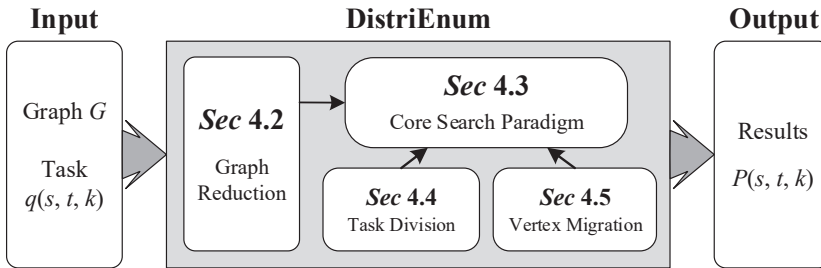 Input
Graph G
Task
q(s, t, k)
DistriEnum
Sec 4.2
Graph
Reduction
Sec 4.3
Core Search Paradigm
Sec 4.4
Task Division
Sec 4.5
Vertex Migration
Output
Results
P(s, t, k)